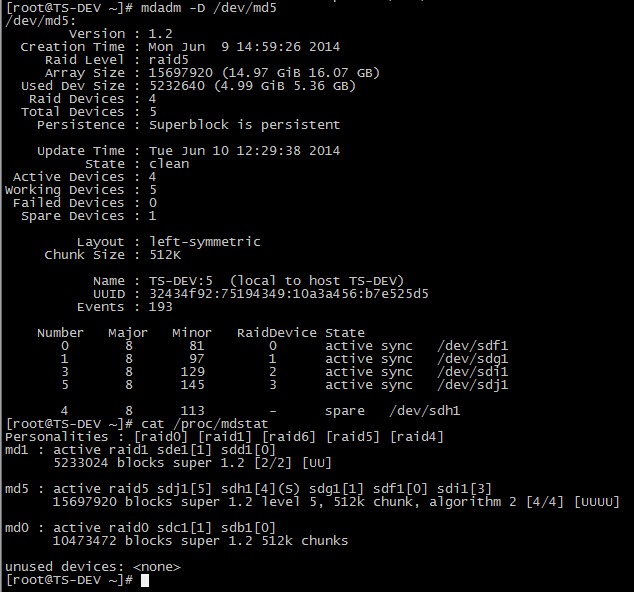 [root@TS-DEV ~]# mdadm -D /dev/md5
/dev/md5:
Version : 1.2
Creation Time : Mon Jun  9 14:59:26 2014
Raid Level : raid5
Array Size : 15697920 (14.97 GiB 16.07 GB)
Used Dev Size : 5232640 (4.99 GiB 5.36 GB)
Raid Devices : 4
Total Devices : 5
Persistence : Superblock is persistent
Update Time : Tue Jun 10 12:29:38 2014
State : clean
Active Devices : 4
Working Devices : 5
Failed Devices : 0
Spare Devices : 1
Layout : left-symmetric
Chunk Size : 512K
Name : TS-DEV:5  (local to host TS-DEV)
UUID : 32434f92:75194349:10a3a456:b7e525d5
Events : 193
Number   Major   Minor   RaidDevice State
0       8       81        0      active sync   /dev/sdf1
1       8       97        1      active sync   /dev/sdg1
3       8      129        2      active sync   /dev/sdi1
5       8      145        3      active sync   /dev/sdj1
4       8      113        -      spare   /dev/sdh1
[root@TS-DEV ~]# cat /proc/mdstat
Personalities : [raid0] [raid1] [raid6] [raid5] [raid4]
md1 : active raid1 sde1[1] sdd1[0]
5233024 blocks super 1.2 [2/2] [UU]
md5 : active raid5 sdj1[5] sdh1[4](S) sdg1[1] sdf1[0] sdi1[3]
15697920 blocks super 1.2 level 5, 512k chunk, algorithm 2 [4/4] [UUUU]
md0 : active raid0 sdc1[1] sdb1[0]
10473472 blocks super 1.2 512k chunks
unused devices: <none>
[root@TS-DEV ~]#